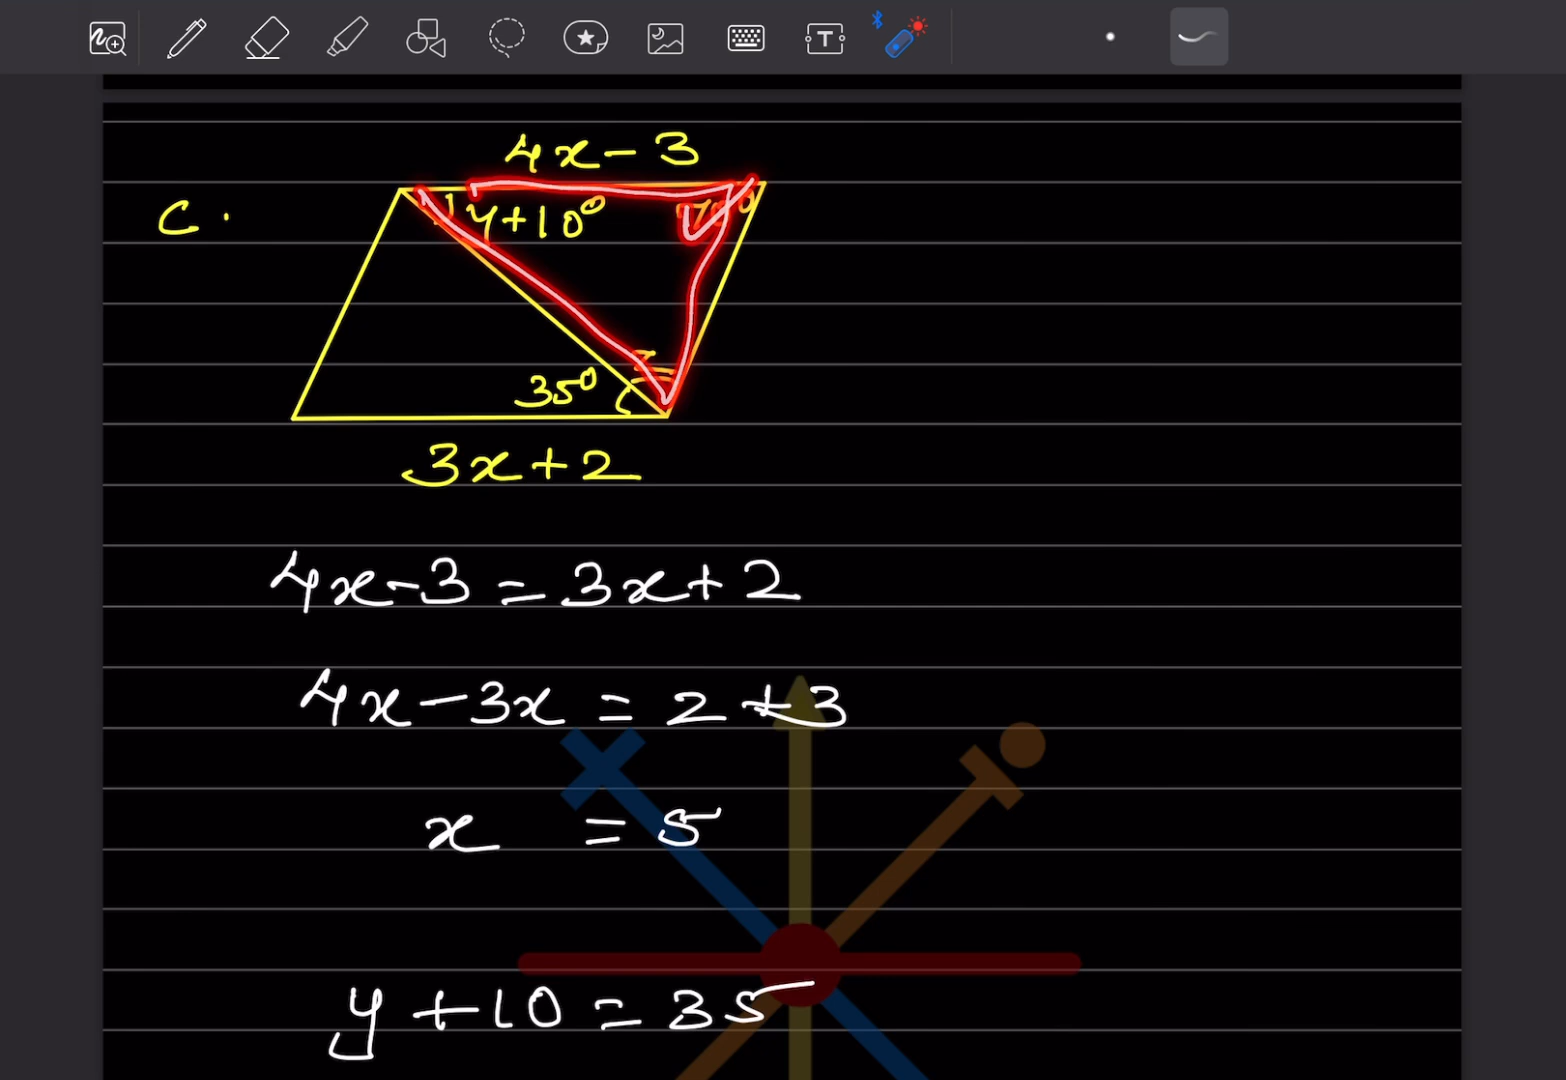 4x-3
C.
y+10°
z
35°
3x+2
4x-3=3x+2
4x-3x=2+3
x=5
y+10=35